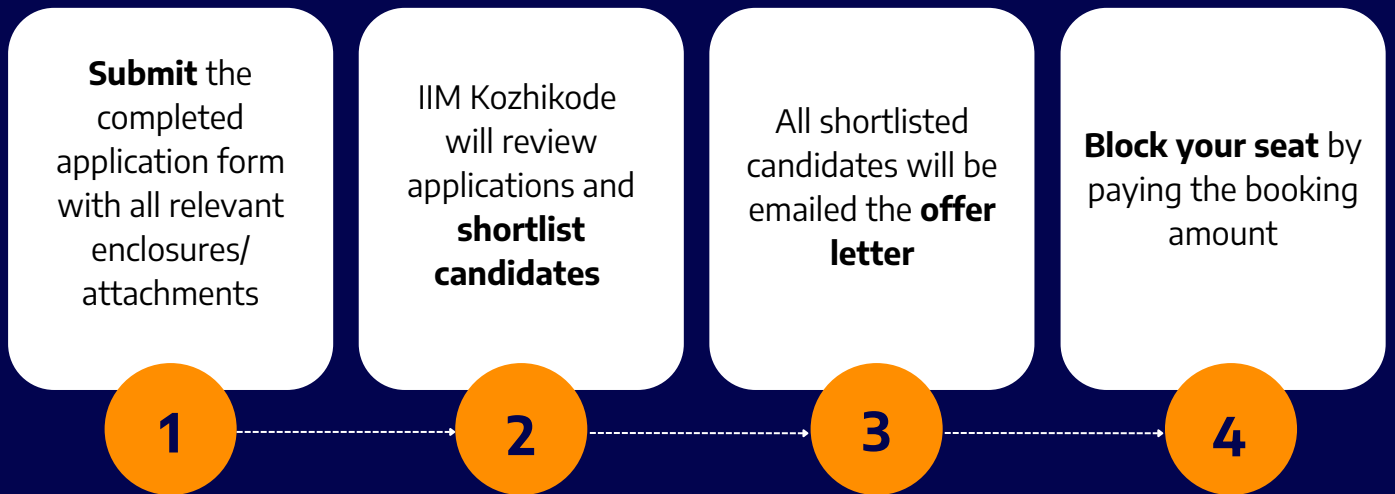 Submit the
completed
application form
with all relevant
enclosures/
attachments
1
IIM Kozhikode
will review
applications and
shortlist
candidates
2
All shortlisted
candidates will be
emailed the offer
letter
3
Block your seat by
paying the booking
amount
4